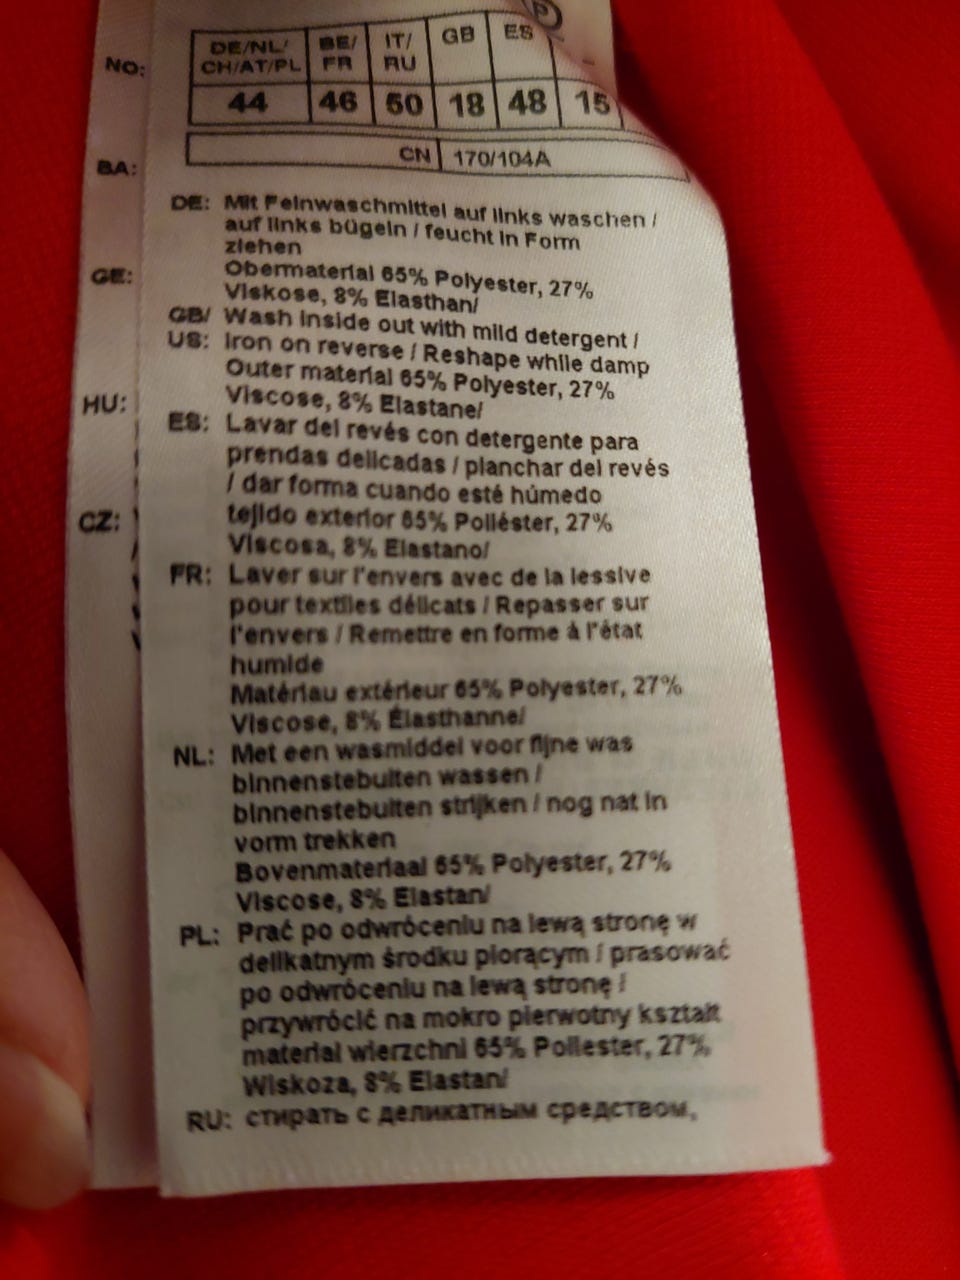 P
NO:
DE/NL/ BE/ IT/ GB ES
CH/AT/PL FR RU
44 46 50 18 48 15
CN 170/104A
BA:
DE: Mit Feinwaschmittel auf links waschen /
auf links bügeln / feucht in Form
ziehen
GE:
Obermaterial 65% Polyester, 27%
Viskose, 8% Elasthan/
GB/ Wash inside out with mild detergent /
US: Iron on reverse / Reshape while damp
Outer material 65% Polyester, 27%
Viscose, 8% Elastane/
HU:
ES: Lavar del revés con detergente para
prendas delicadas / planchar del revés
/ dar forma cuando esté húmedo
CZ:
tejido exterior 65% Poliéster, 27%
Viscosa, 8% Elastano/
FR: Laver sur l'envers avec de la lessive
pour textiles délicats / Repasser sur
l'envers / Remettre en forme à l'état
humide
Matériau extérieur 65% Polyester, 27%
Viscose, 8% Élasthanne/
NL: Met een wasmiddel voor fijne was
binnenstebuiten wassen /
binnenstebuiten strijken / nog nat in
vorm trekken
Bovenmateriaal 65% Polyester, 27%
Viscose, 8% Elastan/
PL: Prać po odwróceniu na lewą stronę w
delikatnym środku piorącym / prasować
po odwróceniu na lewą stronę /
przywrócić na mokro pierwotny kształt
materiał wierzchni 65% Poliester, 27%
Wiskoza, 8% Elastan/
RU: стирать с деликатным средством,